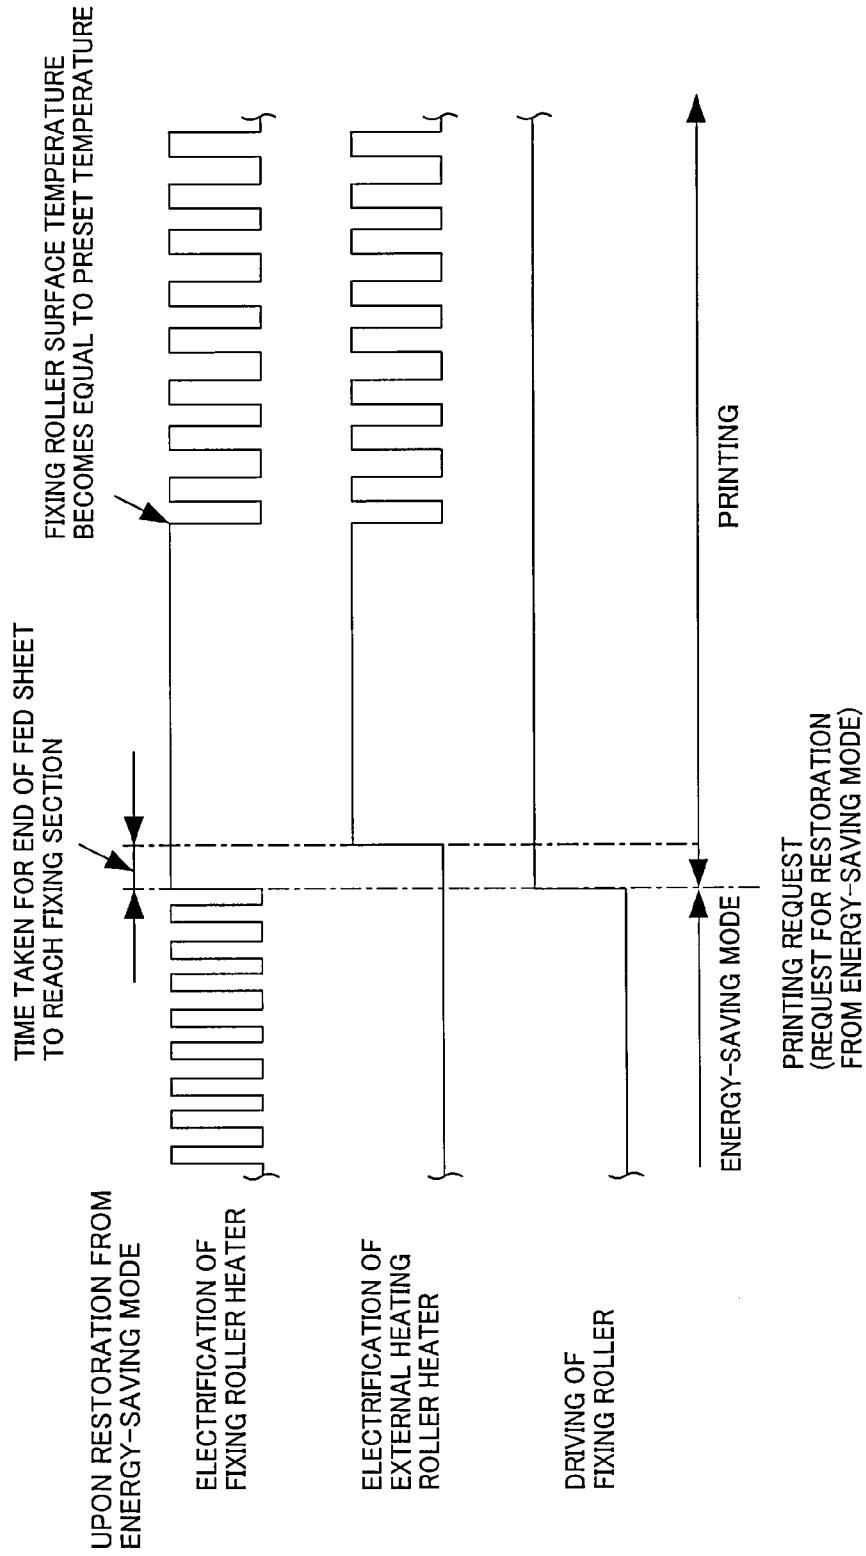 UPON RESTORATION FROM
ENERGY-SAVING MODE
TIME TAKEN FOR END OF FED SHEET
TO REACH FIXING SECTION
FIXING ROLLER SURFACE TEMPERATURE
BECOMES EQUAL TO PRESET TEMPERATURE
ELECTRIFICATION OF
FIXING ROLLER HEATER
ELECTRIFICATION OF
EXTERNAL HEATING
ROLLER HEATER
DRIVING OF
FIXING ROLLER
ENERGY-SAVING MODE
PRINTING
PRINTING REQUEST
(REQUEST FOR RESTORATION
FROM ENERGY-SAVING MODE)